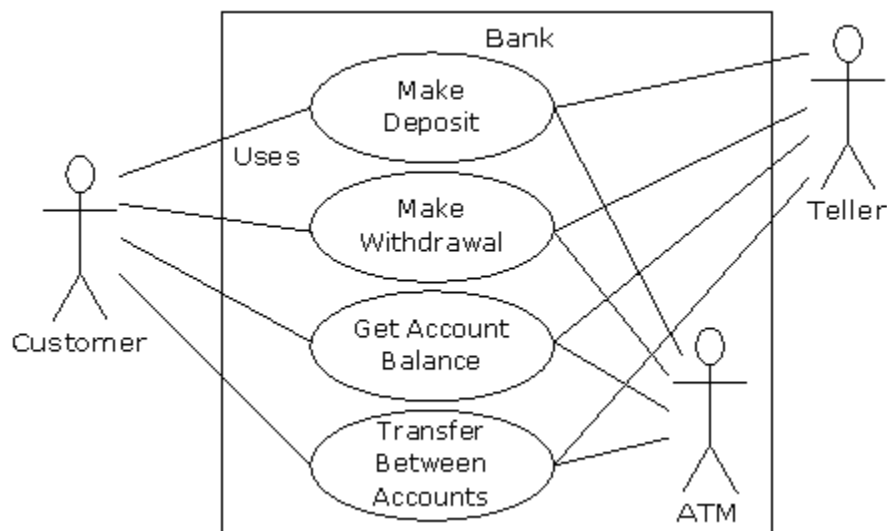 Bank
Make
Deposit
Uses
Make
Withdrawal
Teller
Customer
Get Account
Balance
Transfer
Between
Accounts
ATM